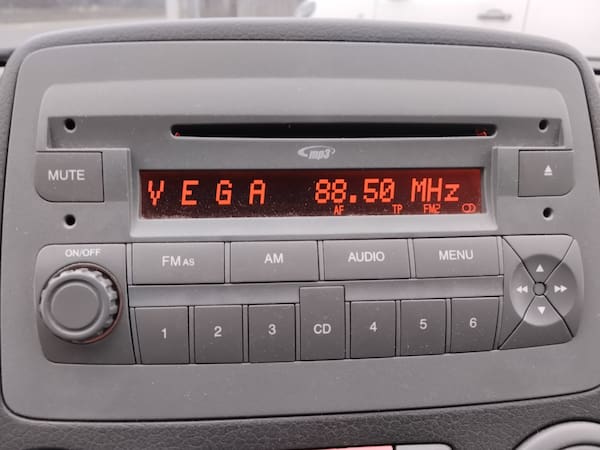 mp3
MUTE
VEGA 88.50 MHz
AF TP FM2
ON/OFF
FM AS AM AUDIO MENU
1 2 3 CD 4 5 6